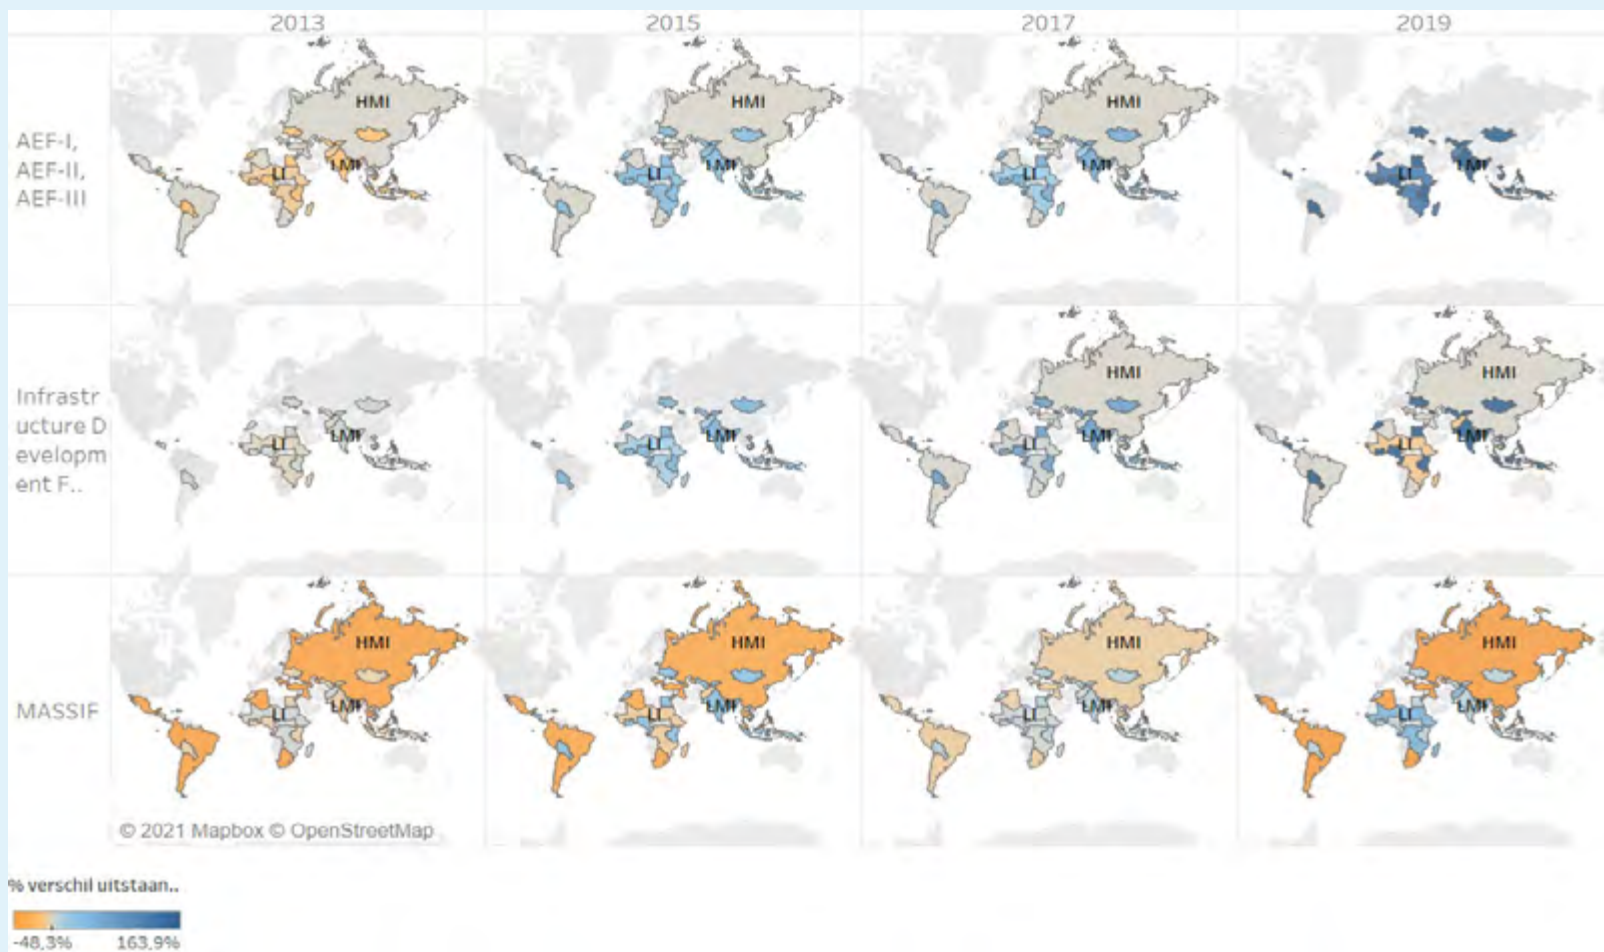 2013 2015 2017 2019
AEF-I,
AEF-II,
AEF-III
HMI HMI HMI
LI LMI LI LMI LI LMI LI LMI
Infrastr
ucture D
evelopm
ent F..
HMI HMI
LI LMI LI LMI LI LMI LI LMI
MASSIF
HMI HMI HMI HMI
LI LMI LI LMI LI LMI LI LMI
© 2021 Mapbox © OpenStreetMap
% verschil uitstaan..
-48,3% 163,9%